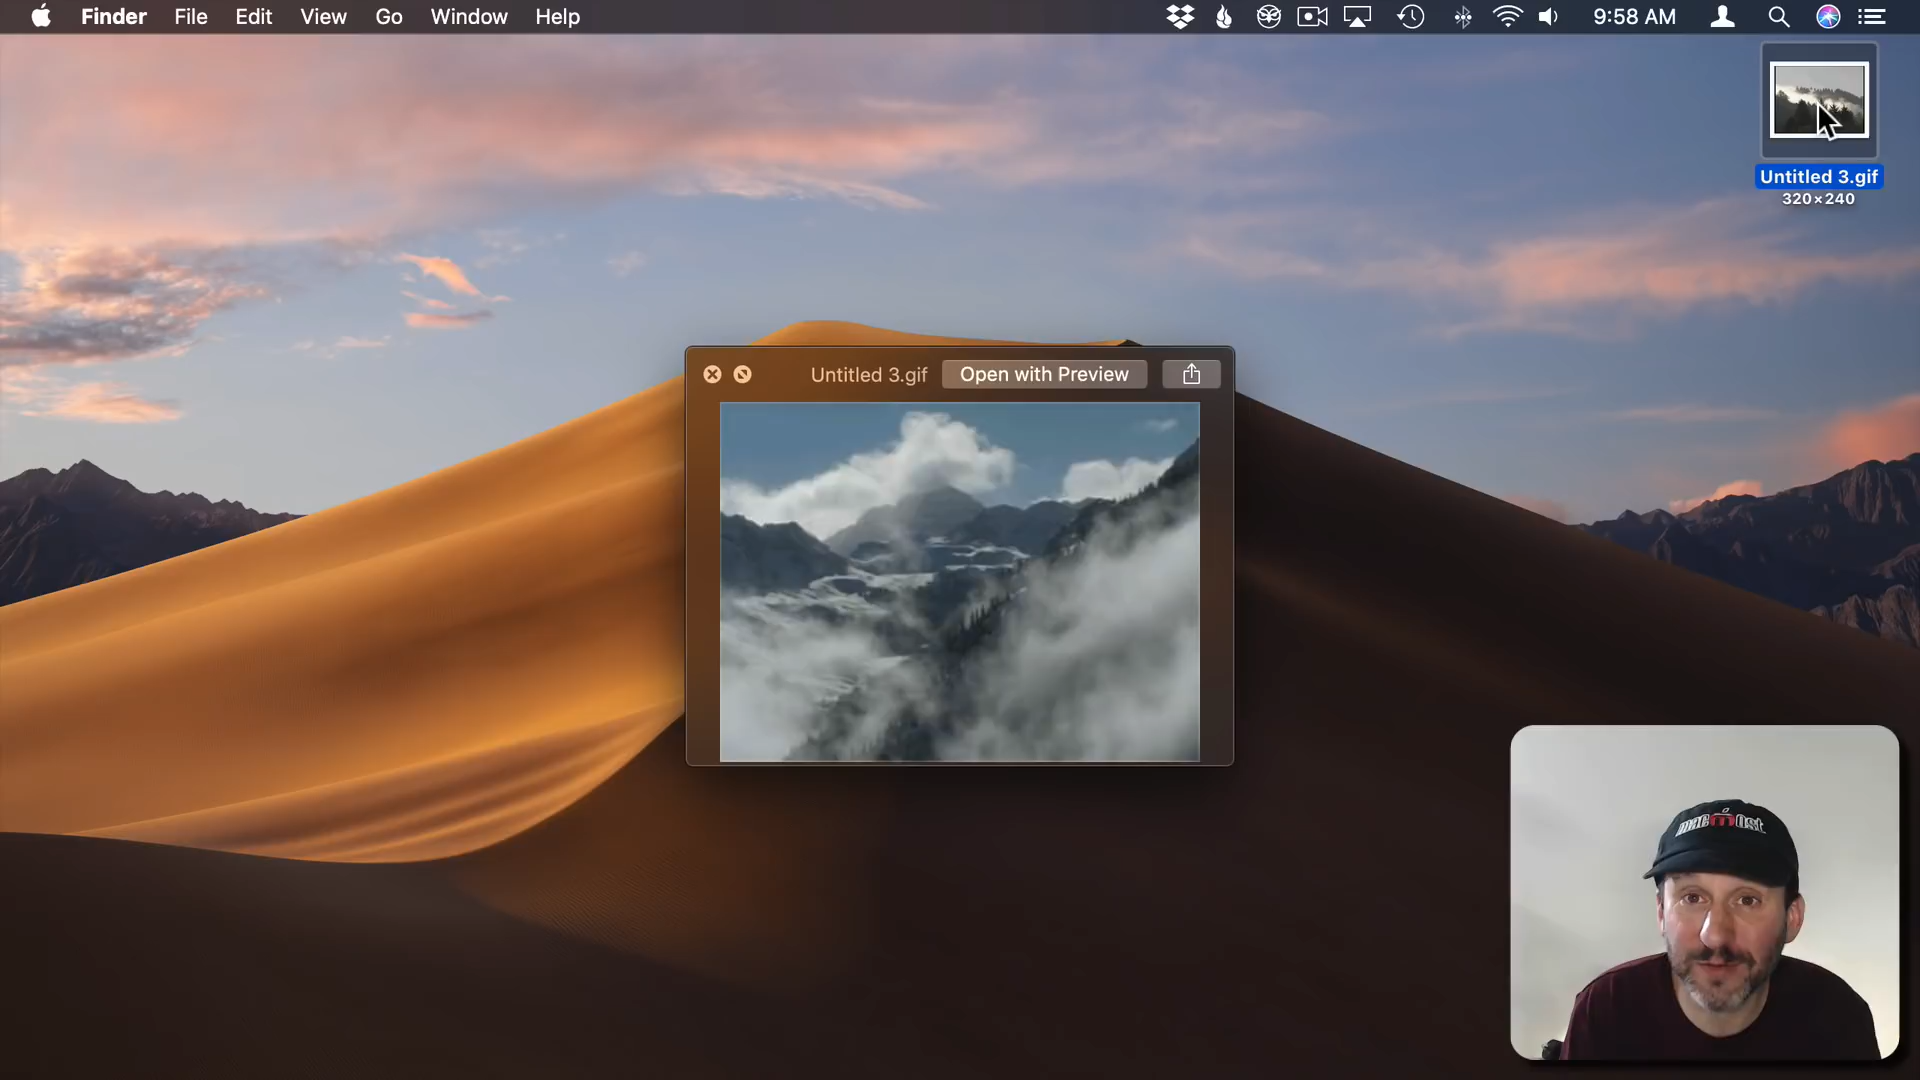 Finder File Edit View Go Window Help 9:58 AM
Untitled 3.gif
320×240
Untitled 3.gif Open with Preview
macmost